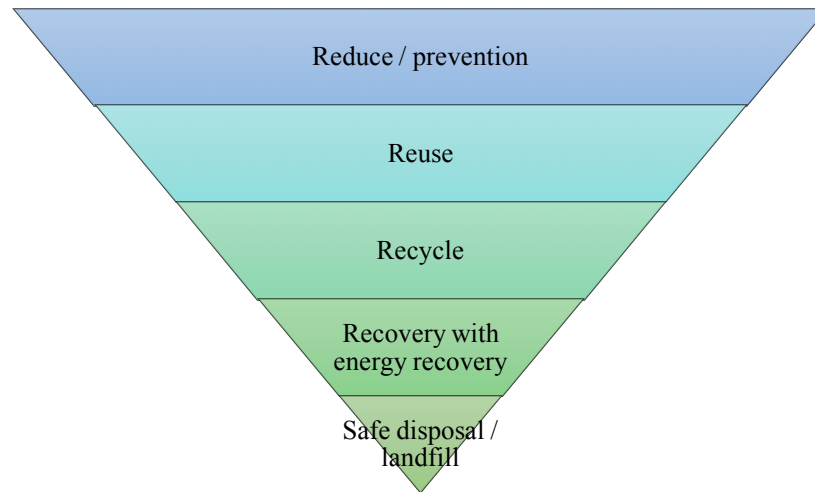 Reduce / prevention
Reuse
Recycle
Recovery with
energy recovery
Safe disposal /
landfill